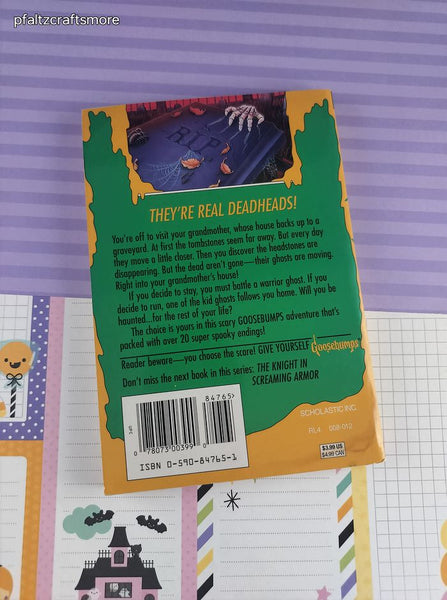 pfaltzcraftsmore
RIP
THEY'RE REAL DEADHEADS!
You're off to visit your grandmother, whose house backs up to a
graveyard. At first the tombstones seem far away. But every day
they move a little closer. Then you discover the headstones are
disappearing. But the dead aren't gone—their ghosts are moving.
Right into your grandmother's house!
If you decide to stay, you must battle a warrior ghost. If you
decide to run, one of the kid ghosts follows you home. Will you be
haunted...for the rest of your life?
The choice is yours in this scary GOOSEBUMPS adventure that's
packed with over 20 super spooky endings!
Reader beware—you choose the scare! GIVE YOURSELF Goosebumps
Don't miss the next book in this series: THE KNIGHT IN
SCREAMING ARMOR
UPC
84765>
0 78073 00399 0
ISBN 0-590-84765-1
SCHOLASTIC INC.
RL4 008-012
$3.99 US
$4.99 CAN